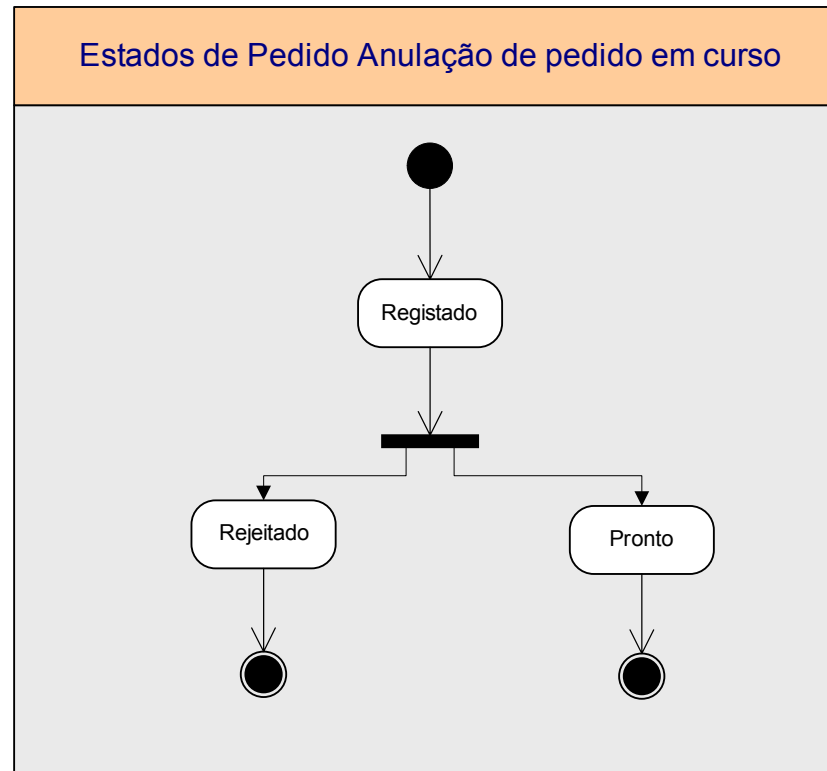 Estados de Pedido Anulação de pedido em curso
Registado
Rejeitado
Pronto